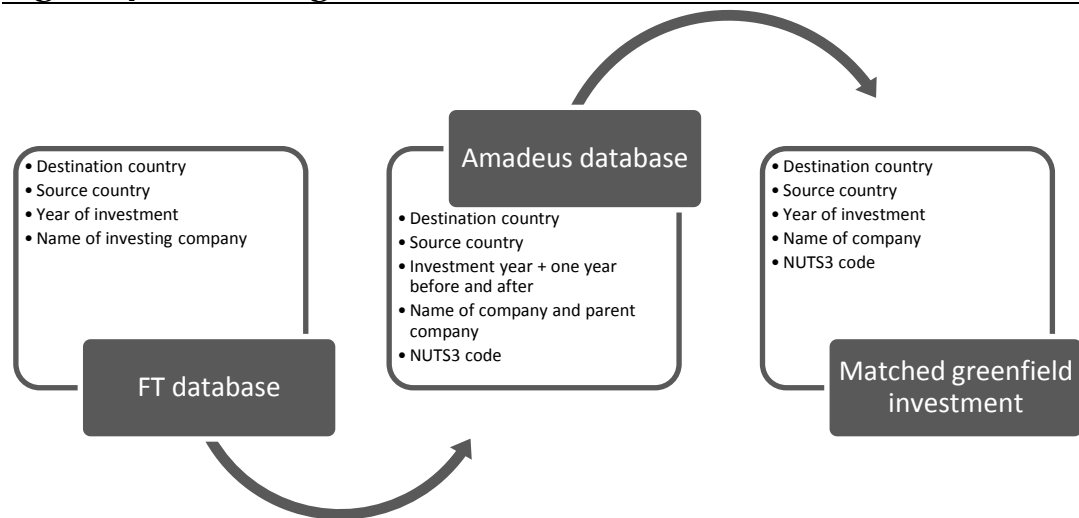 • Destination country
• Source country
• Year of investment
• Name of investing company
FT database
Amadeus database
• Destination country
• Source country
• Investment year + one year
before and after
• Name of company and parent
company
• NUTS3 code
• Destination country
• Source country
• Year of investment
• Name of company
• NUTS3 code
Matched greenfield
investment